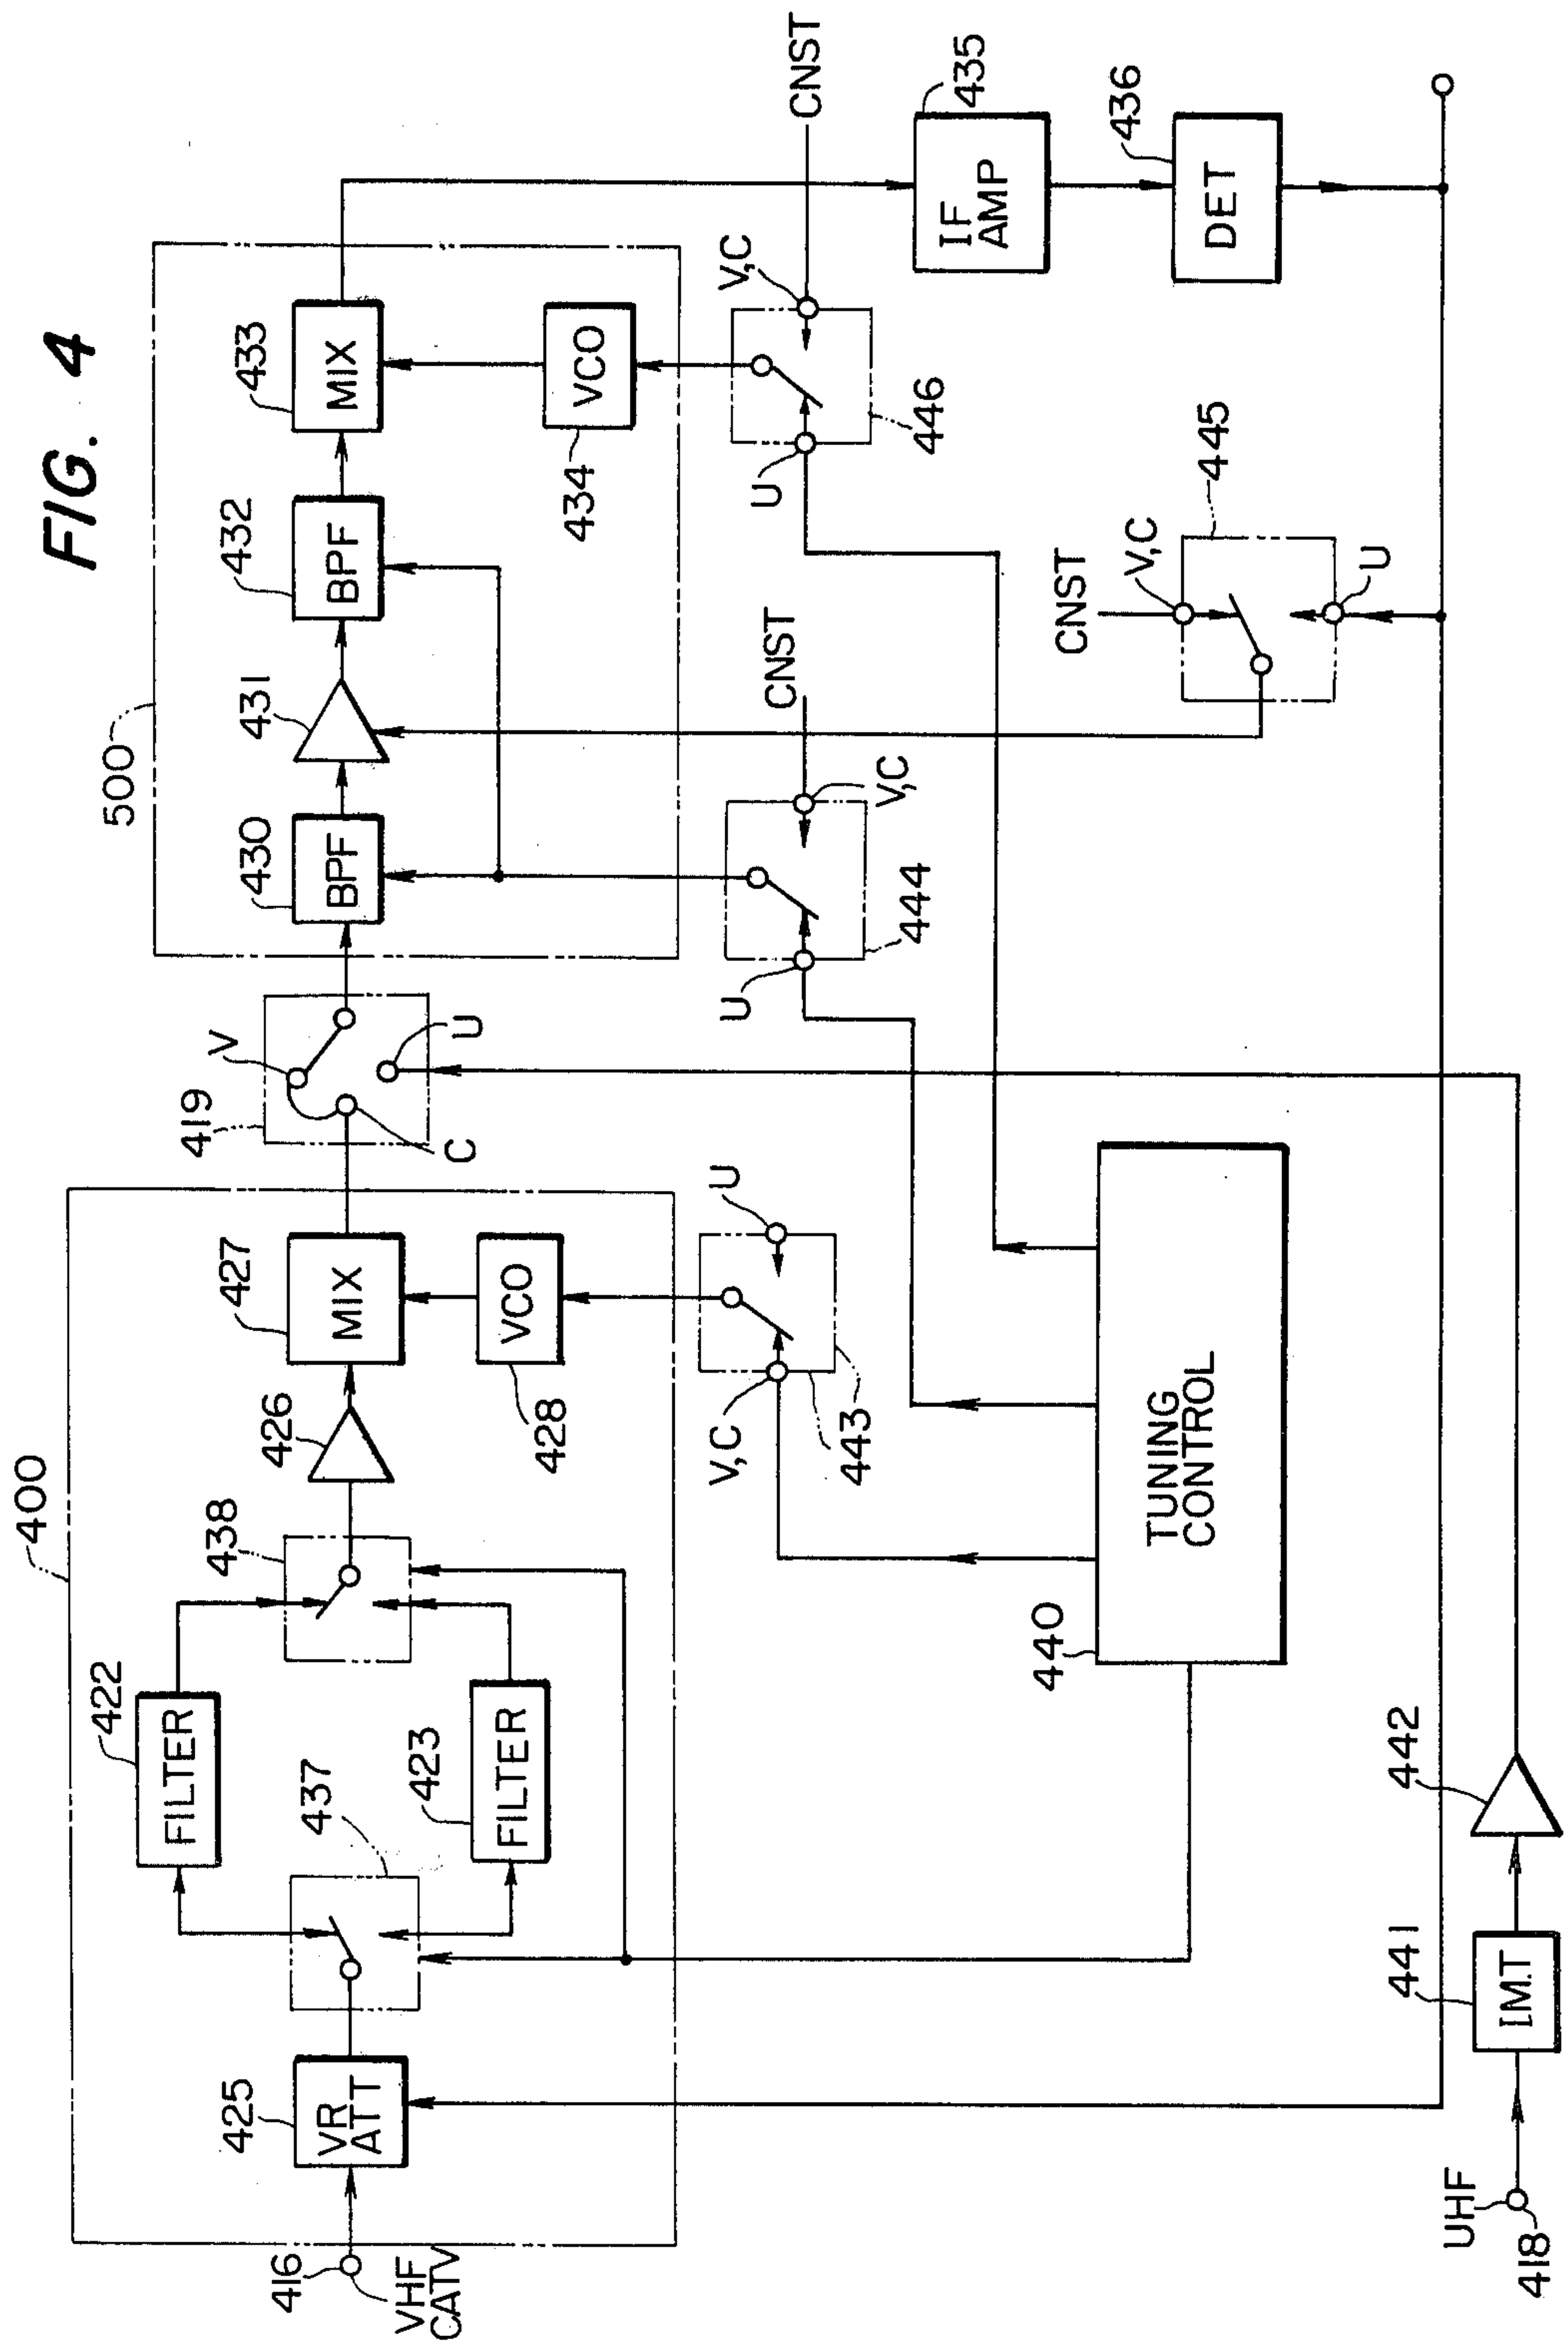 FIG. 4
400
500
416
VHF
CATV
425
VR
ATT
437
422
FILTER
423
FILTER
438
426
427
MIX
428
VCO
419
V
U
C
430
BPF
431
432
BPF
433
MIX
434
VCO
V,C
U
443
U
V,C
444
CNST
U
V,C
446
CNST
435
IF
AMP
436
DET
CNST
V,C
445
U
440
TUNING
CONTROL
UHF
418
441
I.M.T
442